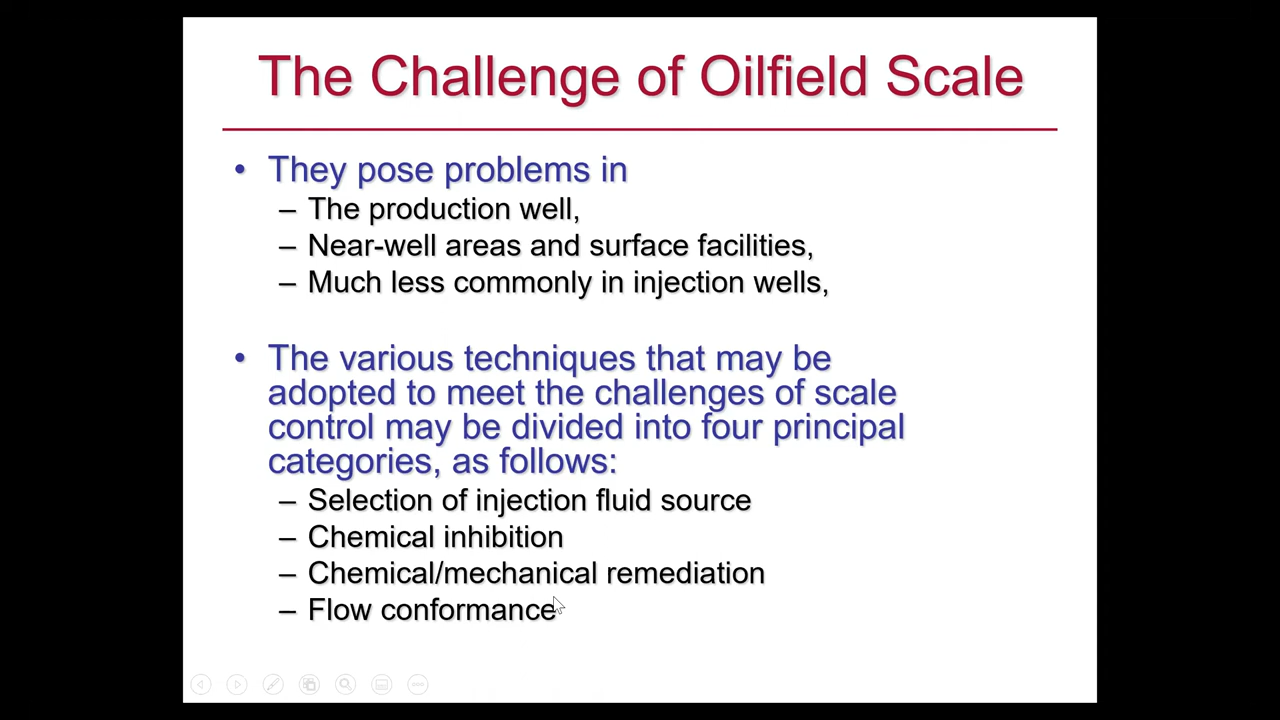 The Challenge of Oilfield Scale
• They pose problems in
– The production well,
– Near-well areas and surface facilities,
– Much less commonly in injection wells,
• The various techniques that may be
adopted to meet the challenges of scale
control may be divided into four principal
categories, as follows:
– Selection of injection fluid source
– Chemical inhibition
– Chemical/mechanical remediation
– Flow conformance